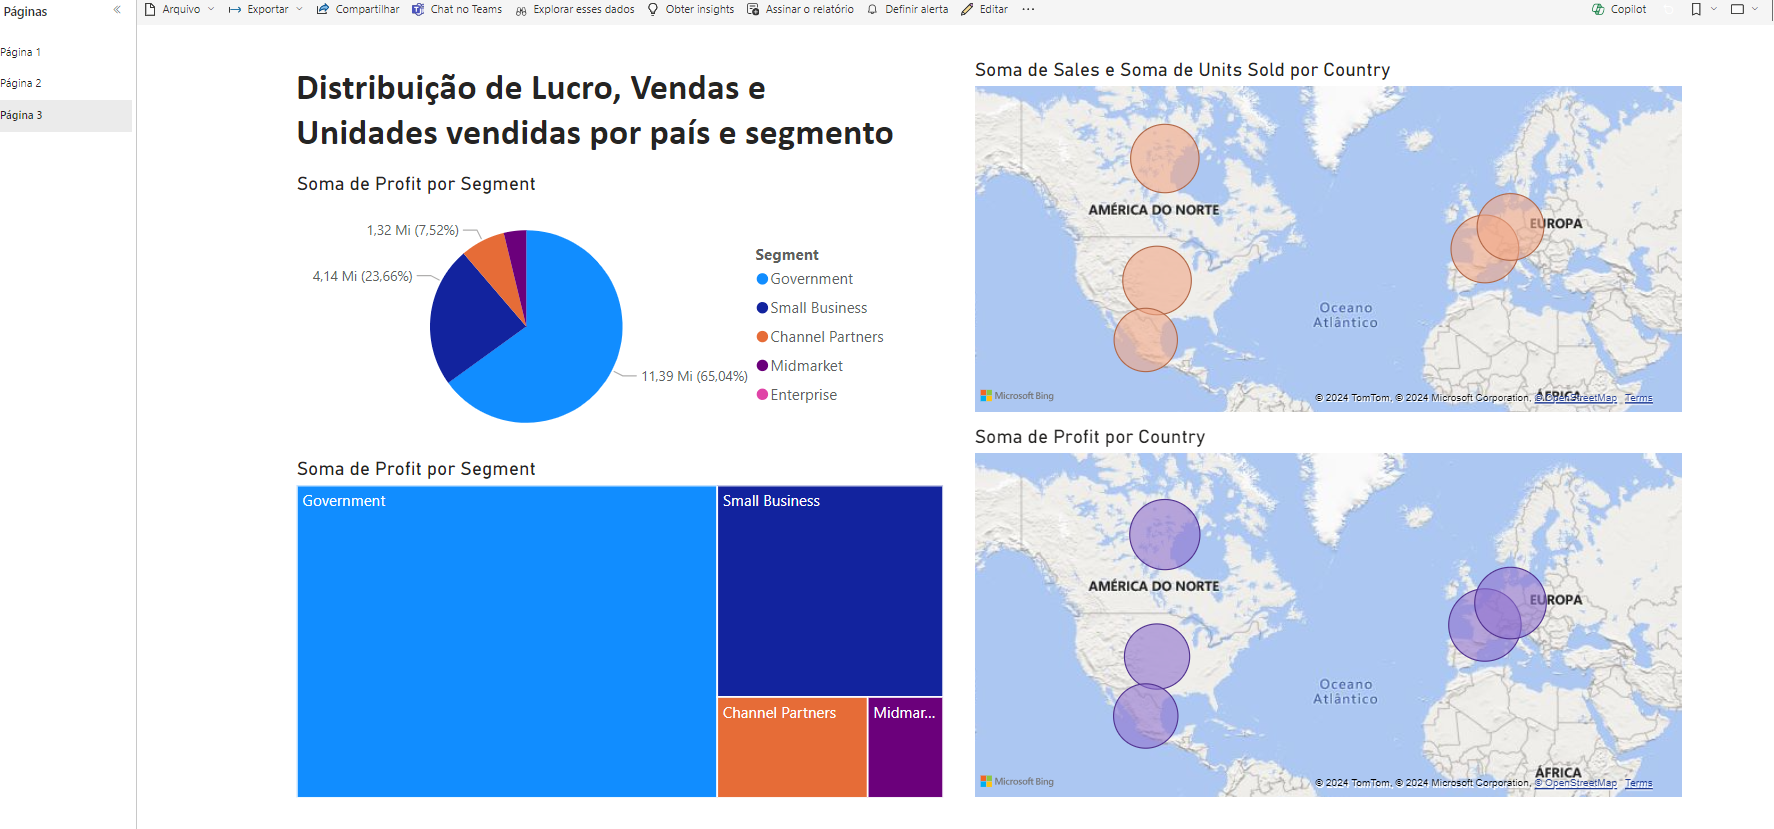 Páginas
Página 1
Página 2
Página 3
Arquivo
Exportar
Compartilhar
Chat no Teams
Explorar esses dados
Obter insights
Assinar o relatório
Definir alerta
Editar
Copilot
Distribuição de Lucro, Vendas e
Unidades vendidas por país e segmento
Soma de Profit por Segment
1,32 Mi (7,52%)
4,14 Mi (23,66%)
11,39 Mi (65,04%)
Segment
Government
Small Business
Channel Partners
Midmarket
Enterprise
Soma de Profit por Segment
Government
Small Business
Channel Partners
Midmar...
Soma de Sales e Soma de Units Sold por Country
AMÉRICA DO NORTE
EUROPA
Oceano
Atlântico
ÁFRICA
Microsoft Bing
© 2024 TomTom, © 2024 Microsoft Corporation, © OpenStreetMap Terms
Soma de Profit por Country
AMÉRICA DO NORTE
EUROPA
Oceano
Atlântico
ÁFRICA
Microsoft Bing
© 2024 TomTom, © 2024 Microsoft Corporation, © OpenStreetMap Terms